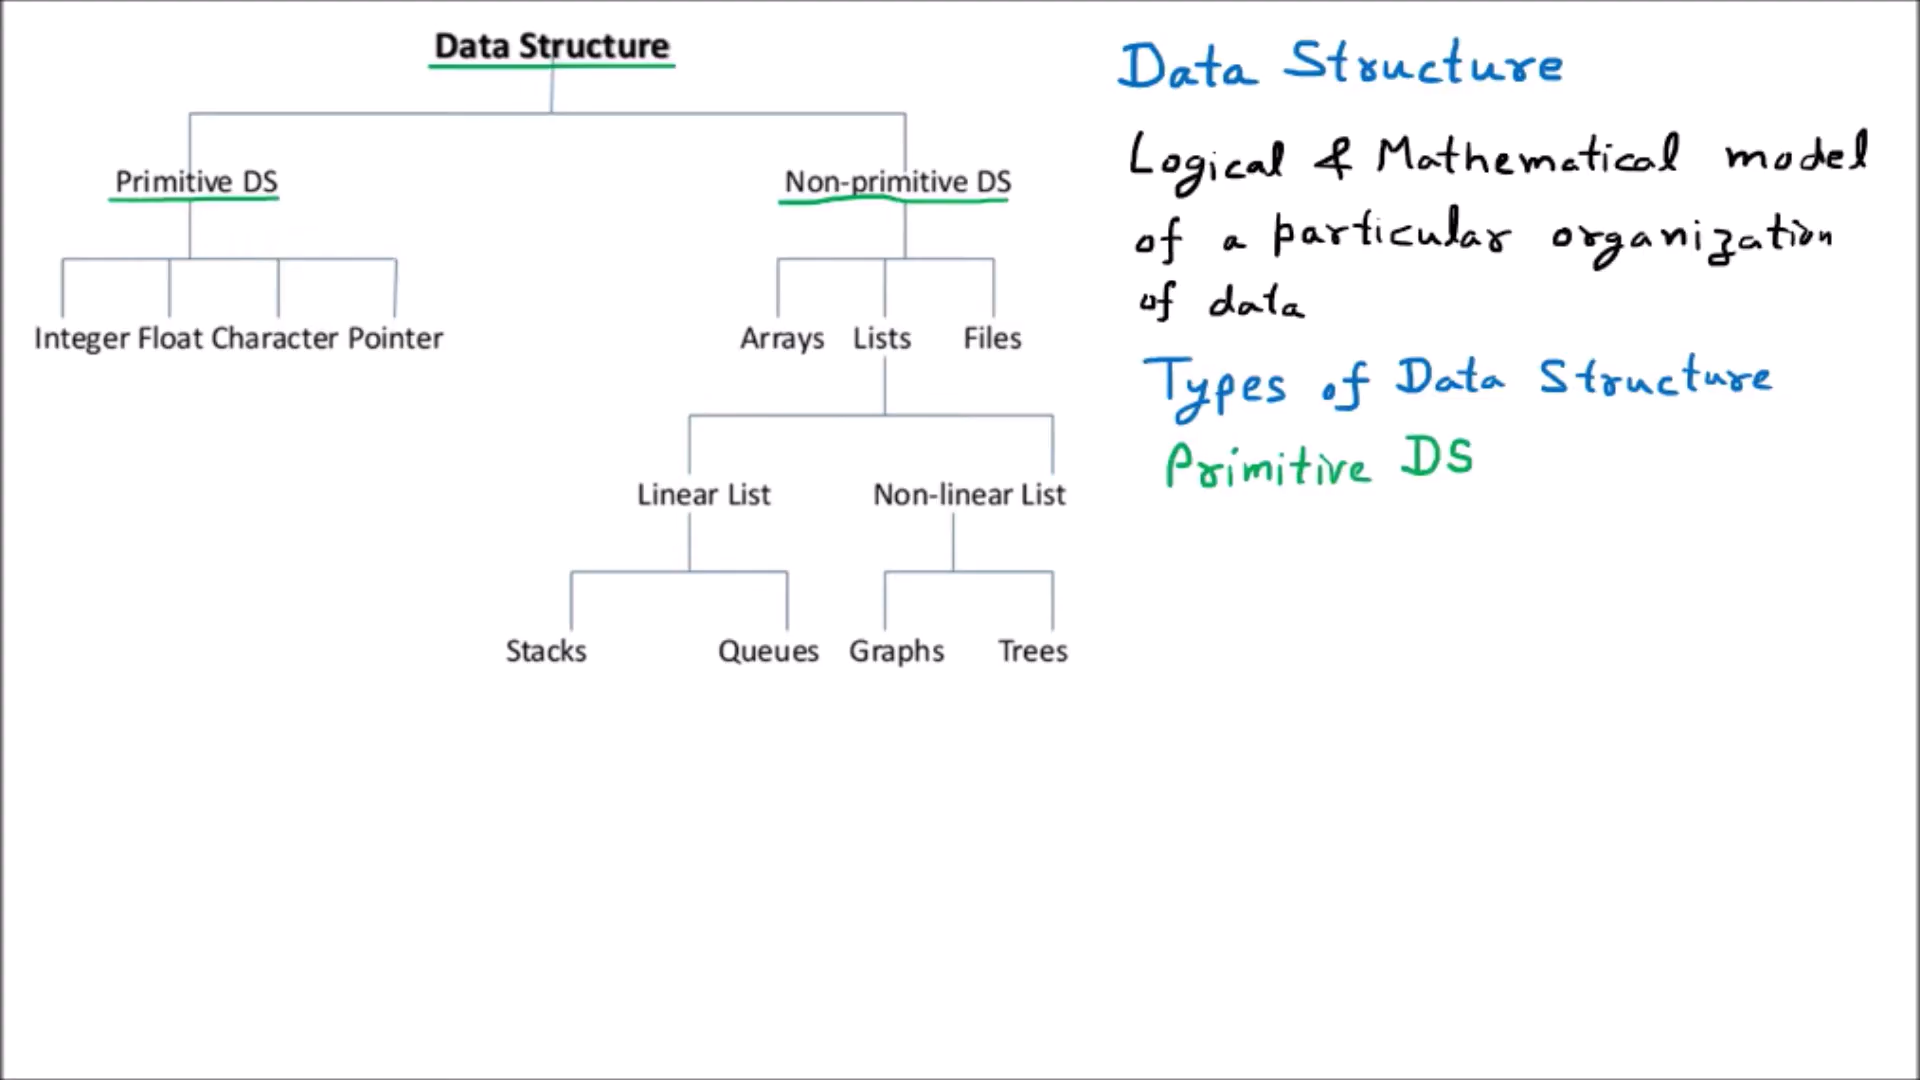 Data Structure
Primitive DS Non-primitive DS
Integer Float Character Pointer Arrays Lists Files
Linear List Non-linear List
Stacks Queues Graphs Trees
Data Structure
Logical & Mathematical model
of a particular organization
of data
Types of Data Structure
Primitive DS